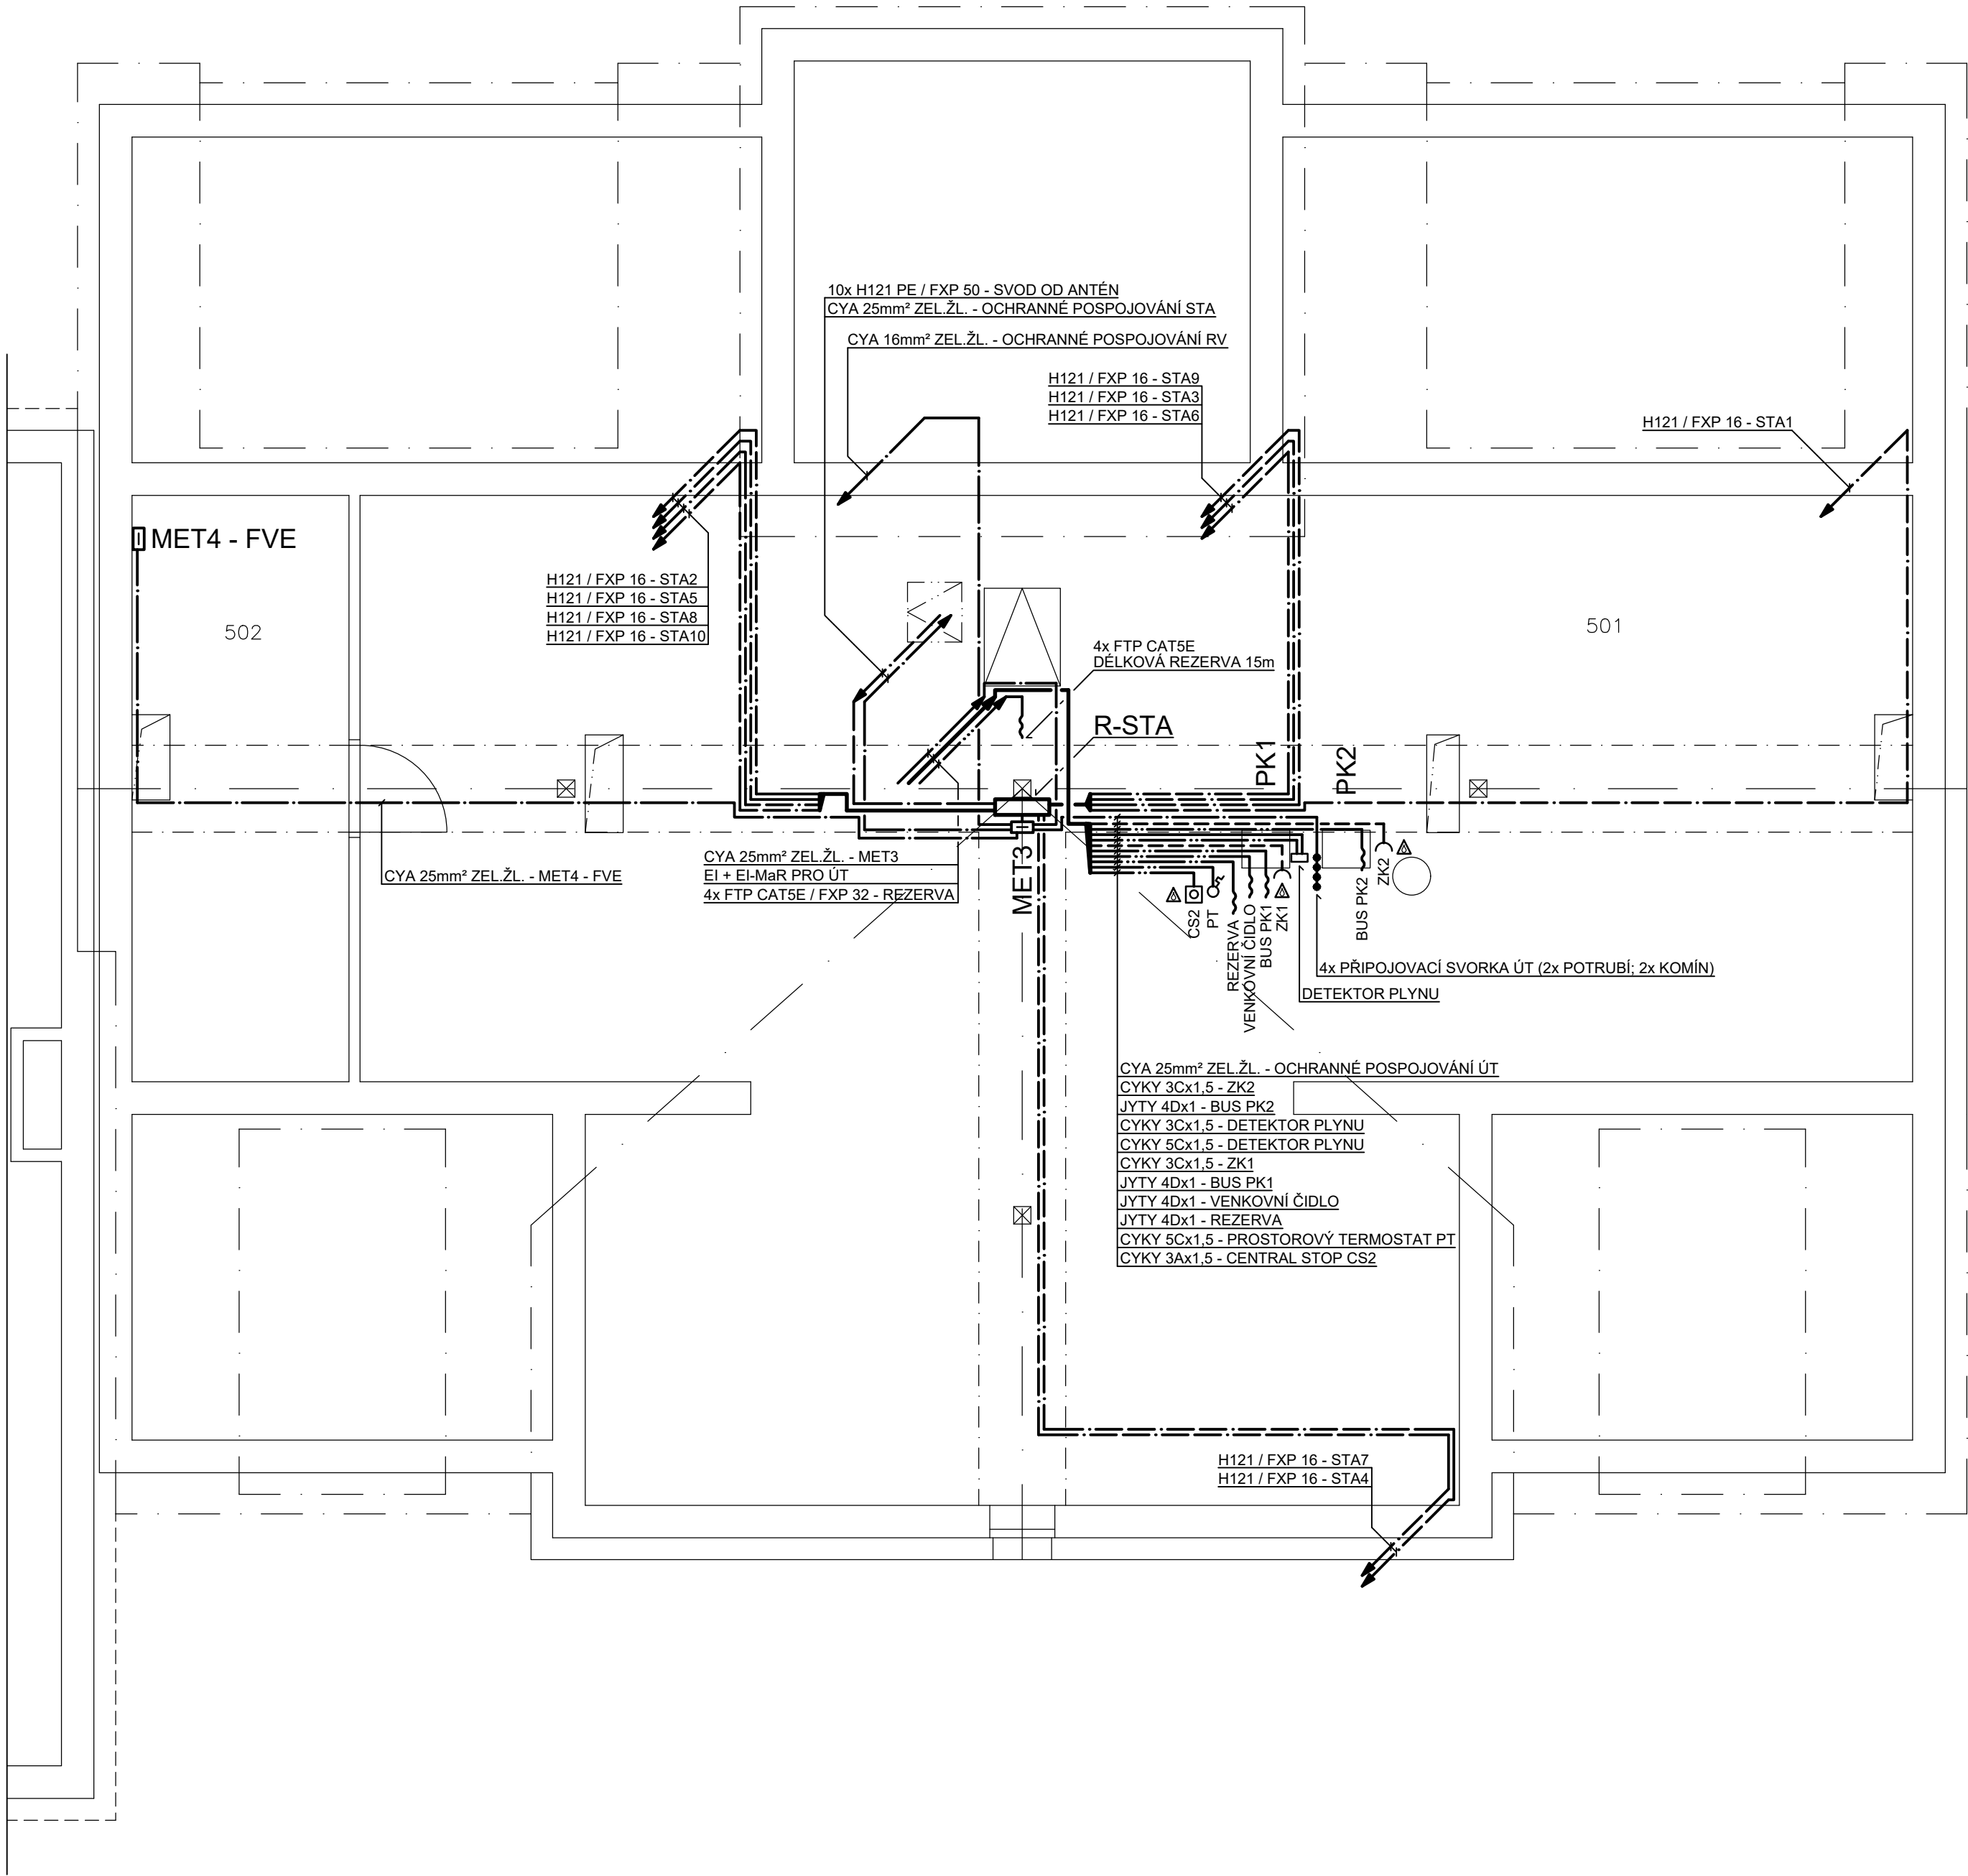 10x H121 PE / FXP 50 - SVOD OD ANTÉN
CYA 25mm² ZEL.ŽL. - OCHRANNÉ POSPOJOVÁNÍ STA
CYA 16mm² ZEL.ŽL. - OCHRANNÉ POSPOJOVÁNÍ RV
H121 / FXP 16 - STA9
H121 / FXP 16 - STA3
H121 / FXP 16 - STA6
H121 / FXP 16 - STA1
MET4 - FVE
H121 / FXP 16 - STA2
H121 / FXP 16 - STA5
H121 / FXP 16 - STA8
H121 / FXP 16 - STA10
502
501
4x FTP CAT5E
DÉLKOVÁ REZERVA 15m
R-STA
PK1
PK2
CYA 25mm² ZEL.ŽL. - MET4 - FVE
CYA 25mm² ZEL.ŽL. - MET3
EI + EI-MaR PRO ÚT
4x FTP CAT5E / FXP 32 - REZERVA
MET3
CS2
PT
REZERVA
VENKOVNÍ ČIDLO
BUS PK1
ZK1
BUS PK2
ZK2
4x PŘIPOJOVACÍ SVORKA ÚT (2x POTRUBÍ; 2x KOMÍN)
DETEKTOR PLYNU
CYA 25mm² ZEL.ŽL. - OCHRANNÉ POSPOJOVÁNÍ ÚT
CYKY 3Cx1,5 - ZK2
JYTY 4Dx1 - BUS PK2
CYKY 3Cx1,5 - DETEKTOR PLYNU
CYKY 5Cx1,5 - DETEKTOR PLYNU
CYKY 3Cx1,5 - ZK1
JYTY 4Dx1 - BUS PK1
JYTY 4Dx1 - VENKOVNÍ ČIDLO
JYTY 4Dx1 - REZERVA
CYKY 5Cx1,5 - PROSTOROVÝ TERMOSTAT PT
CYKY 3Ax1,5 - CENTRAL STOP CS2
H121 / FXP 16 - STA7
H121 / FXP 16 - STA4